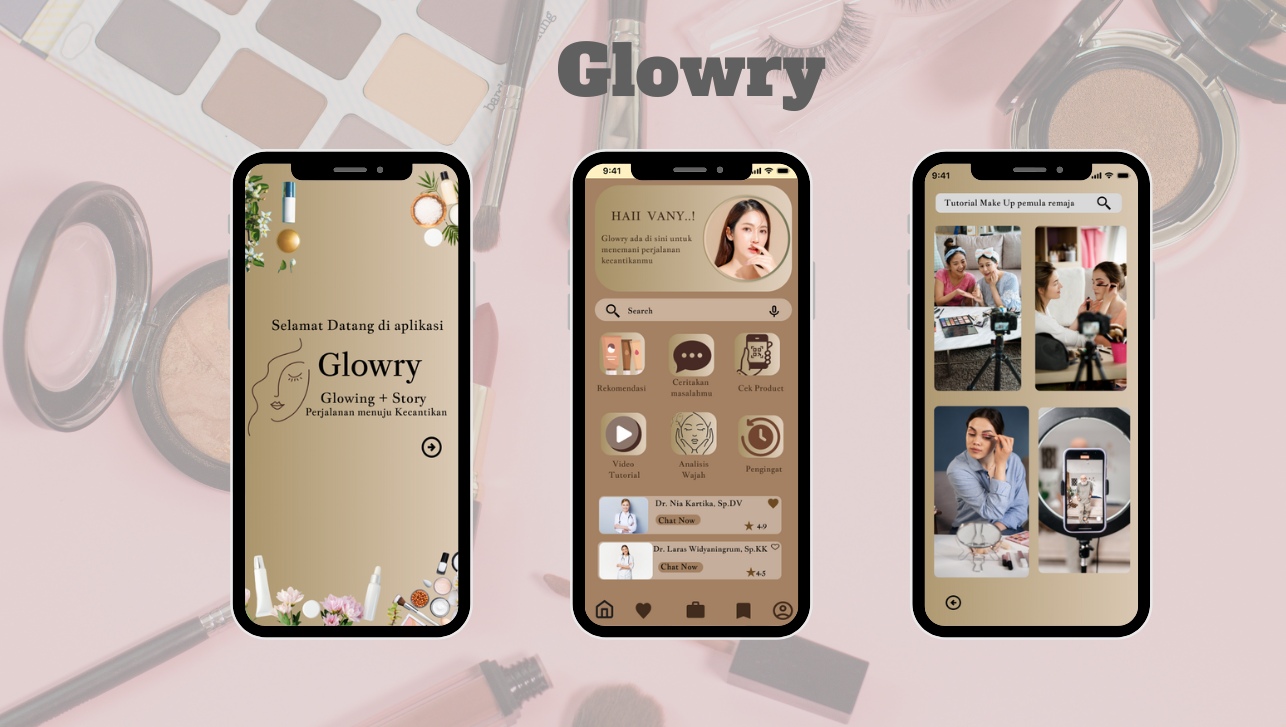 Glowry
Selamat Datang di aplikasi
Glowry
Glowing + Story
Perjalanan menuju Kecantikan
9:41
HAII VANY..!
Glowry ada di sini untuk
menemani perjalanan
kecantikanmu
Search
Rekomendasi
Ceritakan
masalahmu
Cek Product
Video
Tutorial
Analisis
Wajah
Pengingat
Dr. Nia Kartika, Sp.DV
Chat Now
4.9
Dr. Laras Widyaningrum, Sp.KK
Chat Now
4.5
9:41
Tutorial Make Up pemula remaja